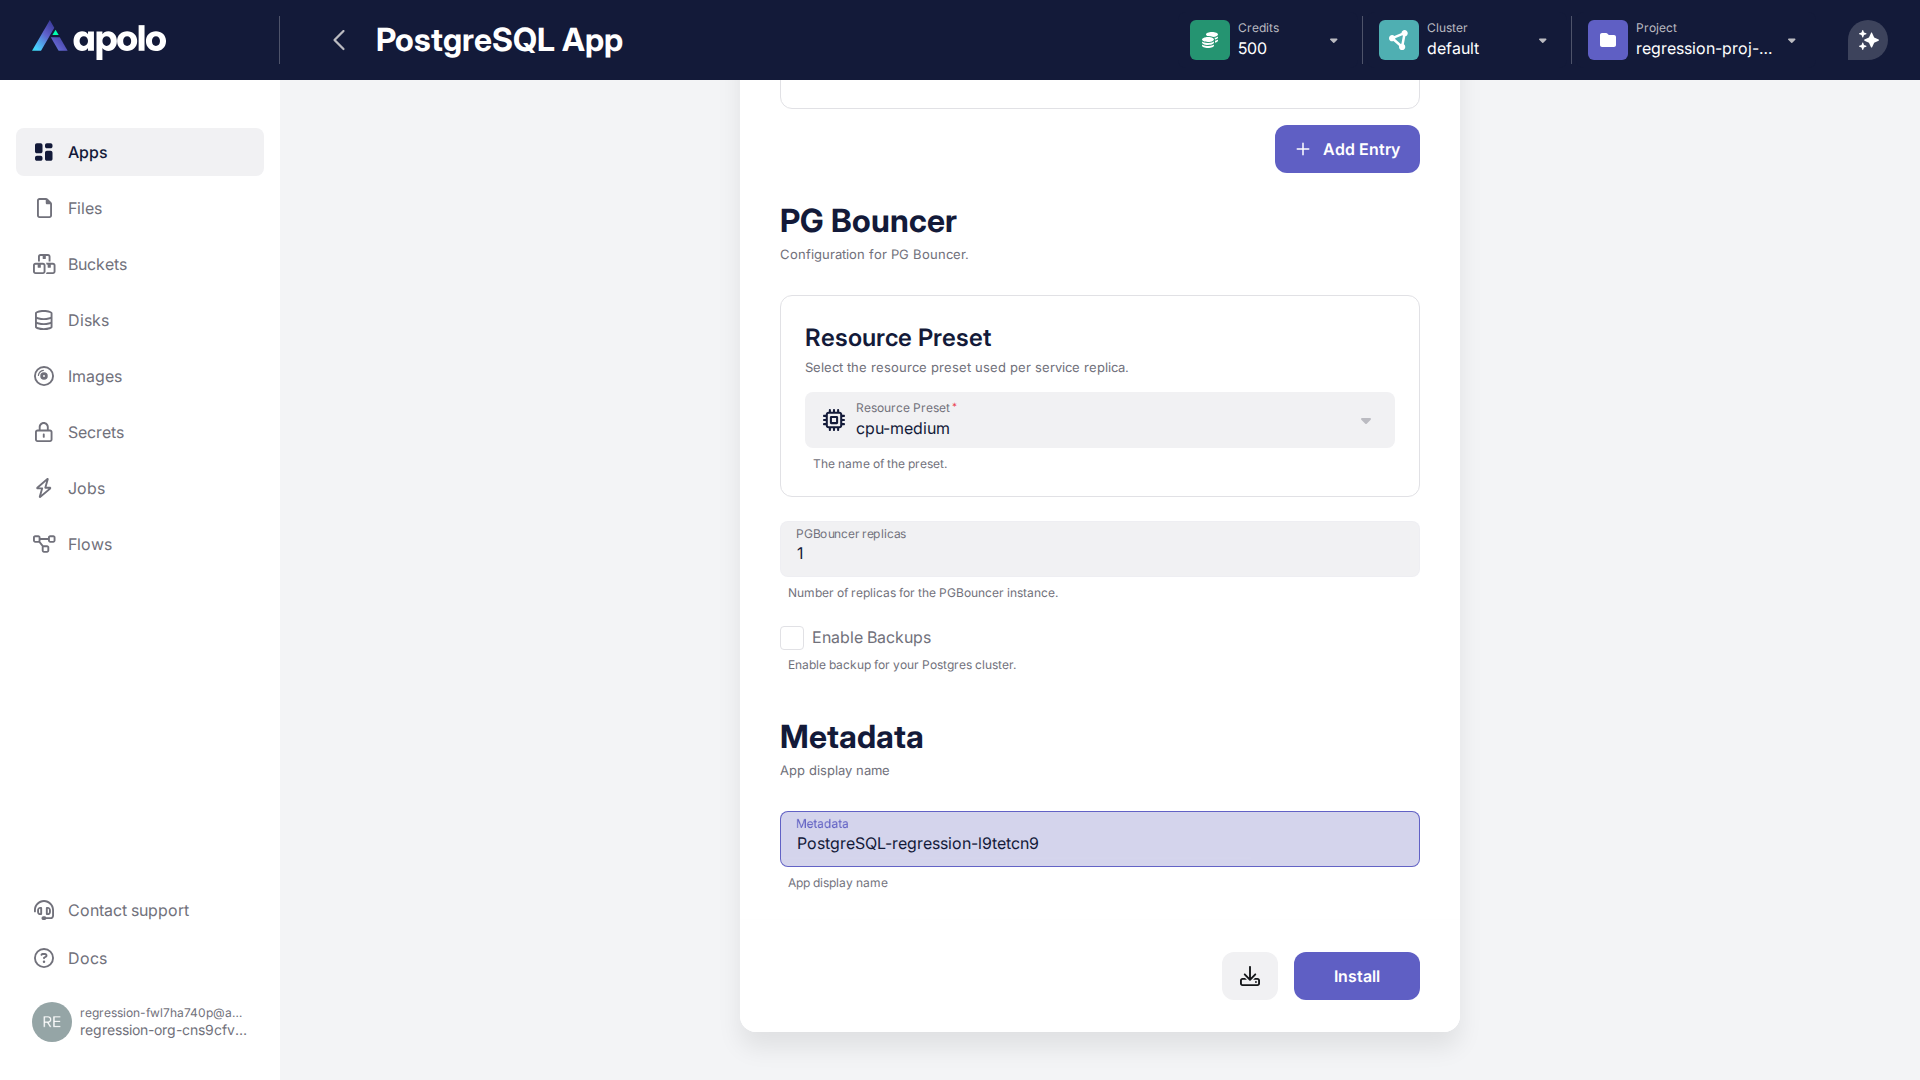 apolo
PostgreSQL App
Credits
500
Cluster
default
Project
regression-proj-...
Apps
Files
Buckets
Disks
Images
Secrets
Jobs
Flows
Contact support
Docs
RE
regression-fwl7ha740p@a...
regression-org-cns9cfv...
Add Entry
PG Bouncer
Configuration for PG Bouncer.
Resource Preset
Select the resource preset used per service replica.
Resource Preset *
cpu-medium
The name of the preset.
PGBouncer replicas
1
Number of replicas for the PGBouncer instance.
Enable Backups
Enable backup for your Postgres cluster.
Metadata
App display name
Metadata
PostgreSQL-regression-l9tetcn9
App display name
Install